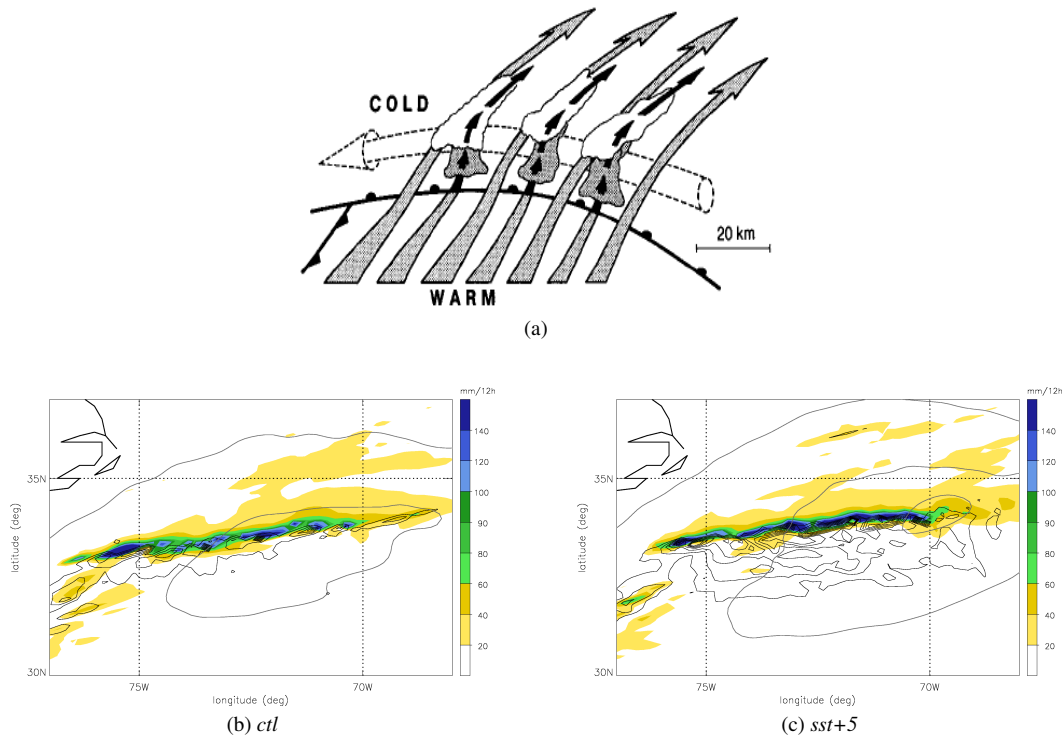 COLD
20 km
WARM
(a)
mm/12h
140
120
100
90
80
60
40
20
35N
30N
latitude (deg)
75W
70W
longitude (deg)
(b) ctl
mm/12h
140
120
100
90
80
60
40
20
35N
30N
latitude (deg)
75W
70W
longitude (deg)
(c) sst+5